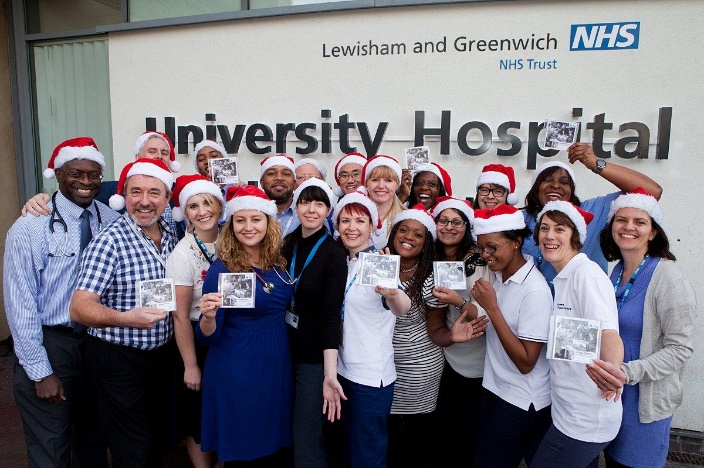 Lewisham and Greenwich NHS
NHS Trust
University Hospital